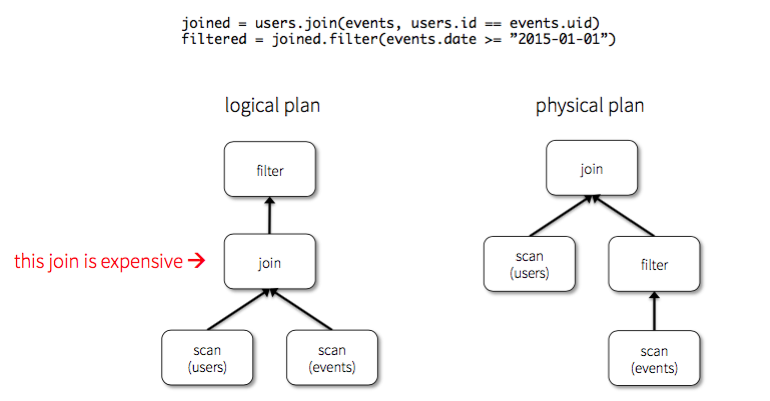 joined = users.join(events, users.id == events.uid)
filtered = joined.filter(events.date >= ”2015-01-01”)
logical plan
physical plan
filter
join
this join is expensive →
join
scan
(users)
filter
scan
(users)
scan
(events)
scan
(events)